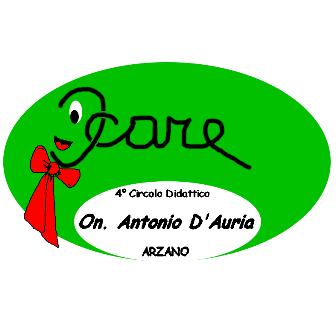 Icare
4° Circolo Didattico
On. Antonio D'Auria
ARZANO